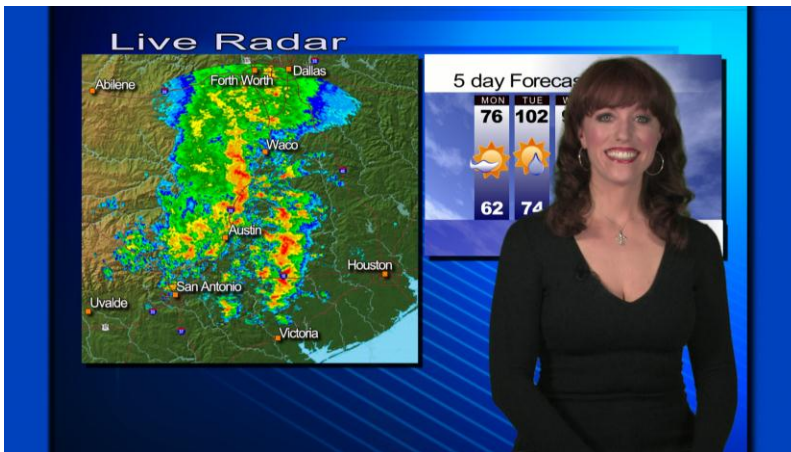 Live Radar
Abilene
Forth Worth
Dallas
Waco
Austin
Houston
San Antonio
Uvalde
Victoria
5 day Forecas
MON TUE W
76 102 9
62 74